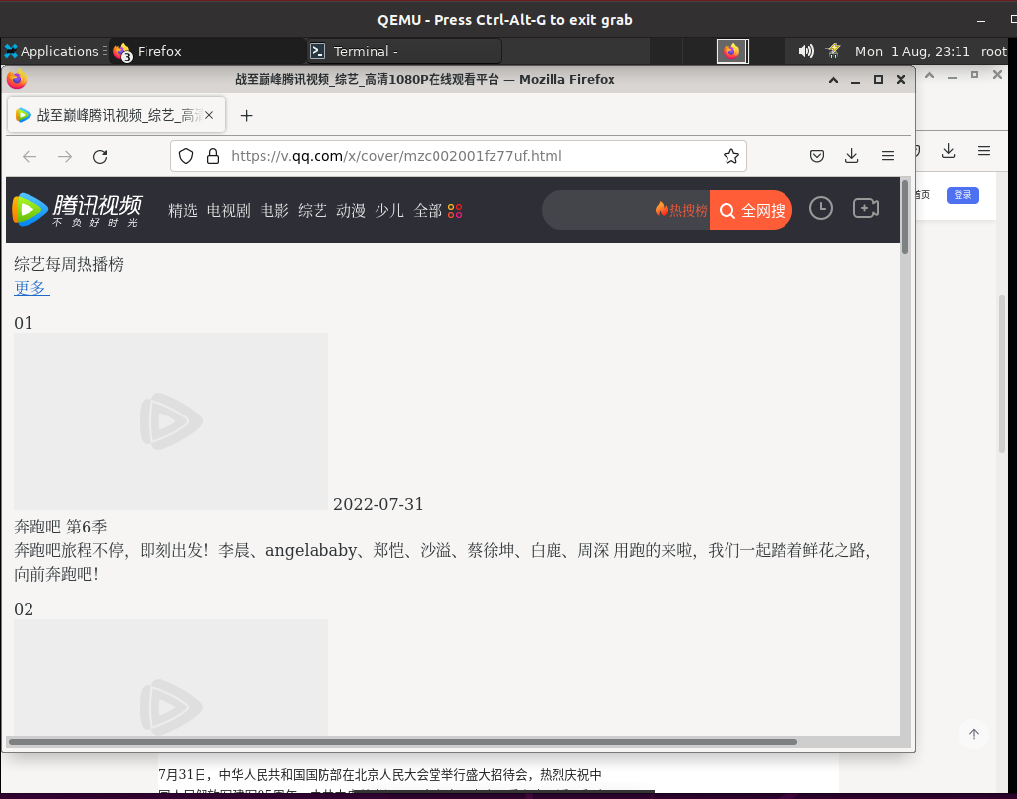 QEMU - Press Ctrl-Alt-G to exit grab
Applications
3 Firefox
Terminal -
Mon 1 Aug, 23:11 root
战至巅峰腾讯视频_综艺_高清1080P在线观看平台 — Mozilla Firefox
战至巅峰腾讯视频_综艺_高清
https://v.qq.com/x/cover/mzc002001fz77uf.html
首页 登录
腾讯视频
不负好时光
精选 电视剧 电影 综艺 动漫 少儿 全部
热搜榜 全网搜
综艺每周热播榜
更多
01
2022-07-31
奔跑吧 第6季
奔跑吧旅程不停，即刻出发！李晨、angelababy、郑恺、沙溢、蔡徐坤、白鹿、周深 用跑的来啦，我们一起踏着鲜花之路，
向前奔跑吧！
02
7月31日，中华人民共和国国防部在北京人民大会堂举行盛大招待会，热烈庆祝中